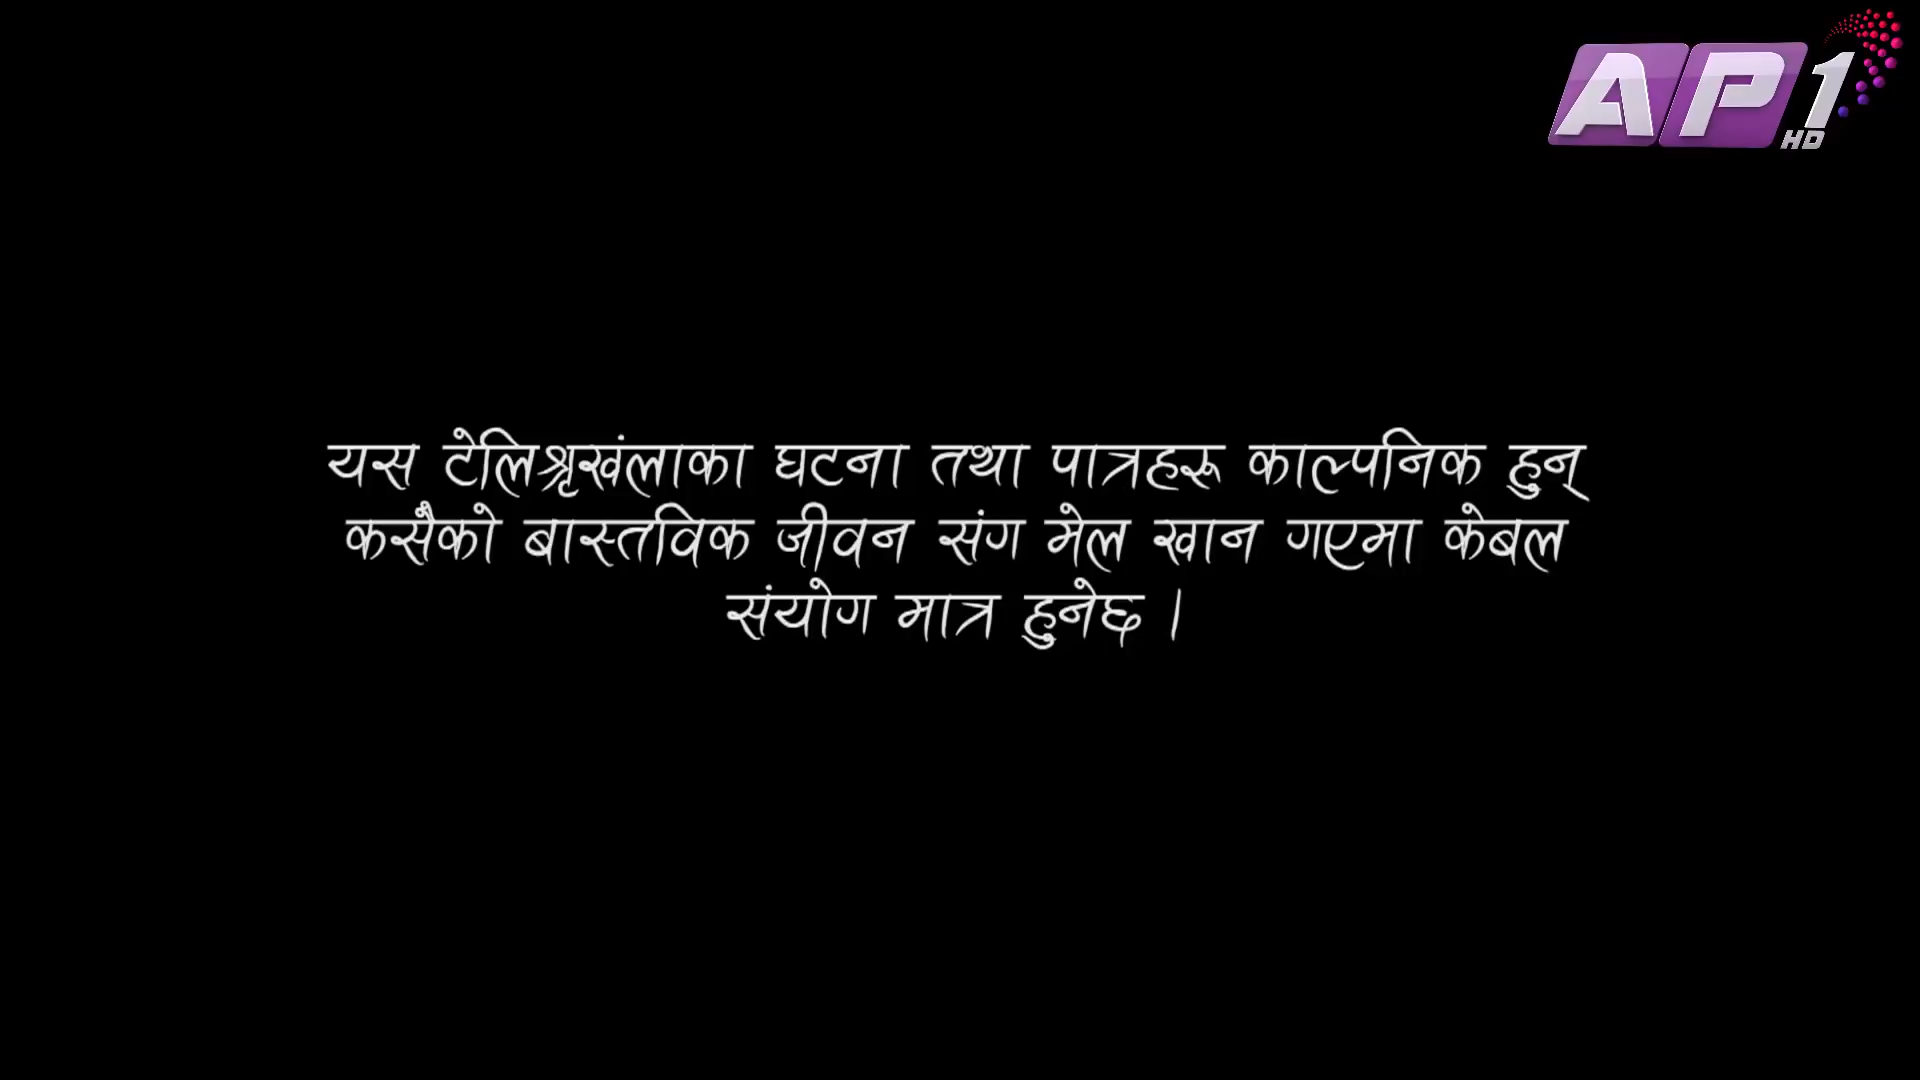 AP1
HD
यस टेलिश्रृखंलाका घटना तथा पात्रहरू काल्पनिक हुन्
कसैको बास्तविक जीवन संग मेल खान गएमा केबल
संयोग मात्र हुनेछ ।